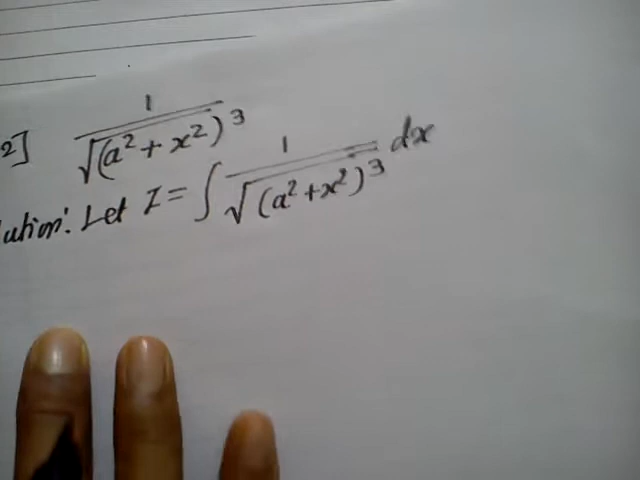 2] 1/√(a² + x²)³
ution: Let I = ∫ 1/√(a² + x²)³ dx